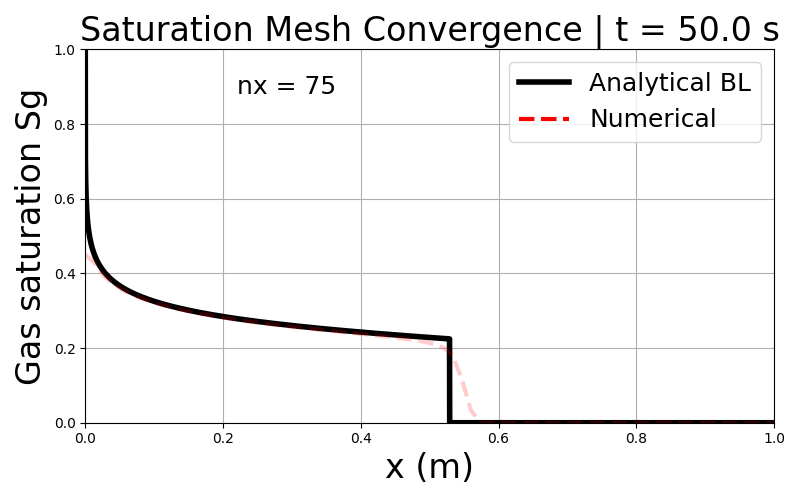 Saturation Mesh Convergence | t = 50.0 s
nx = 75
Analytical BL
Numerical
Gas saturation Sg
1.0
0.8
0.6
0.4
0.2
0.0
0.0 0.2 0.4 0.6 0.8 1.0
x (m)